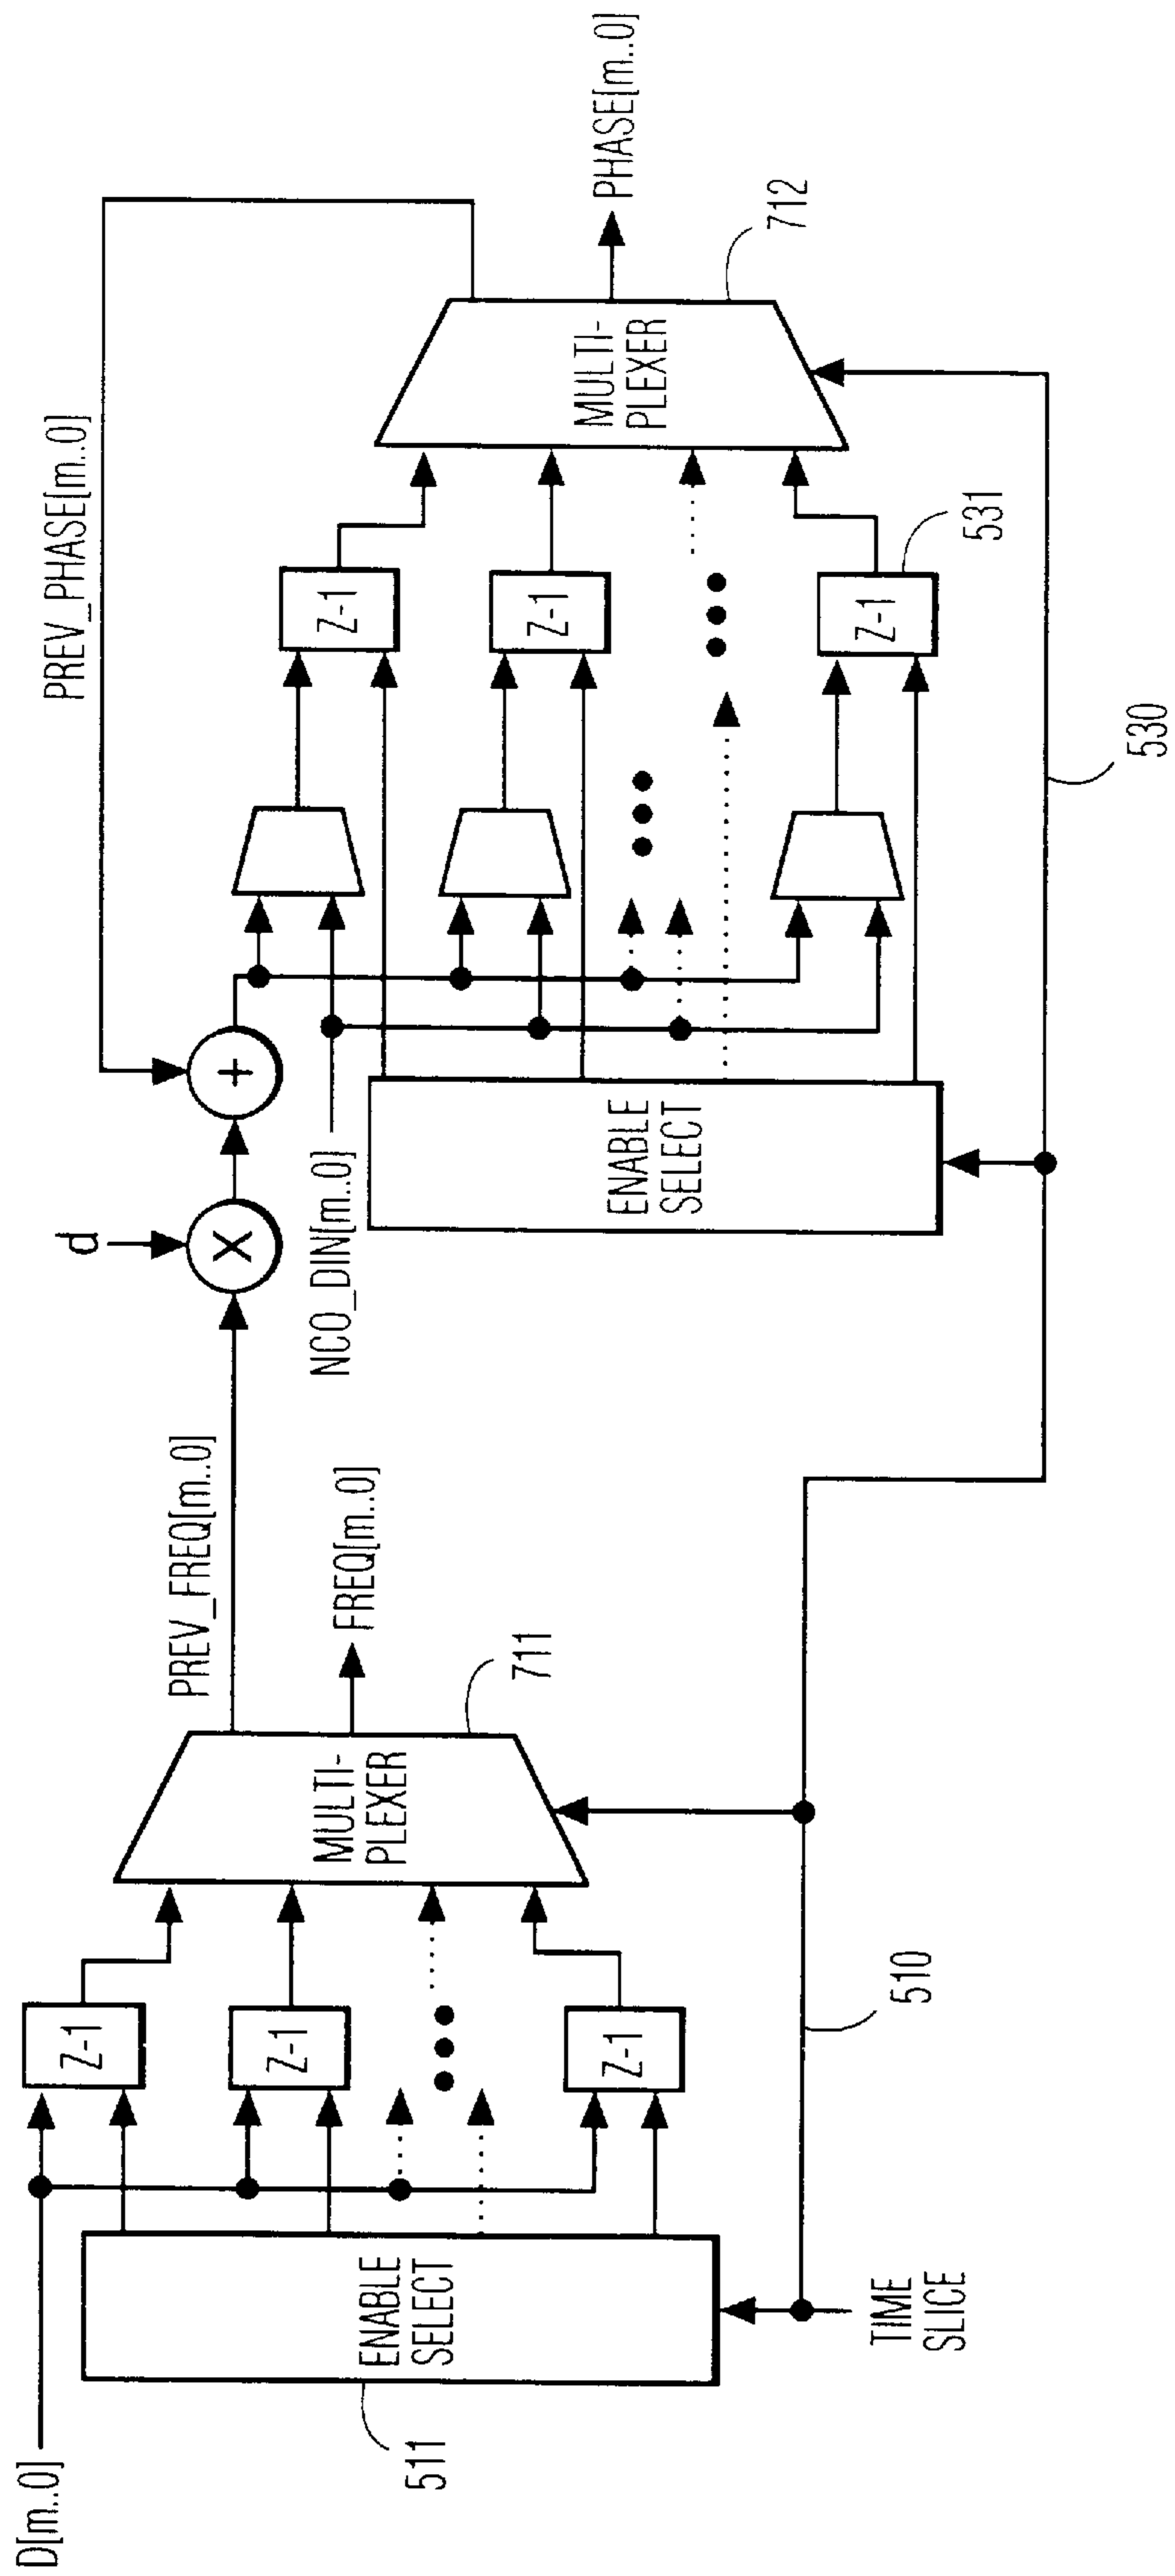 D[m..0]
511
ENABLE
SELECT
TIME
SLICE
Z-1
Z-1
Z-1
MULTI-
PLEXER
711
510
PREV_FREQ[m..0]
FREQ[m..0]
d
X
+
NCO_DIN[m..0]
ENABLE
SELECT
PREV_PHASE[m..0]
Z-1
Z-1
Z-1
531
530
MULTI-
PLEXER
712
PHASE[m..0]